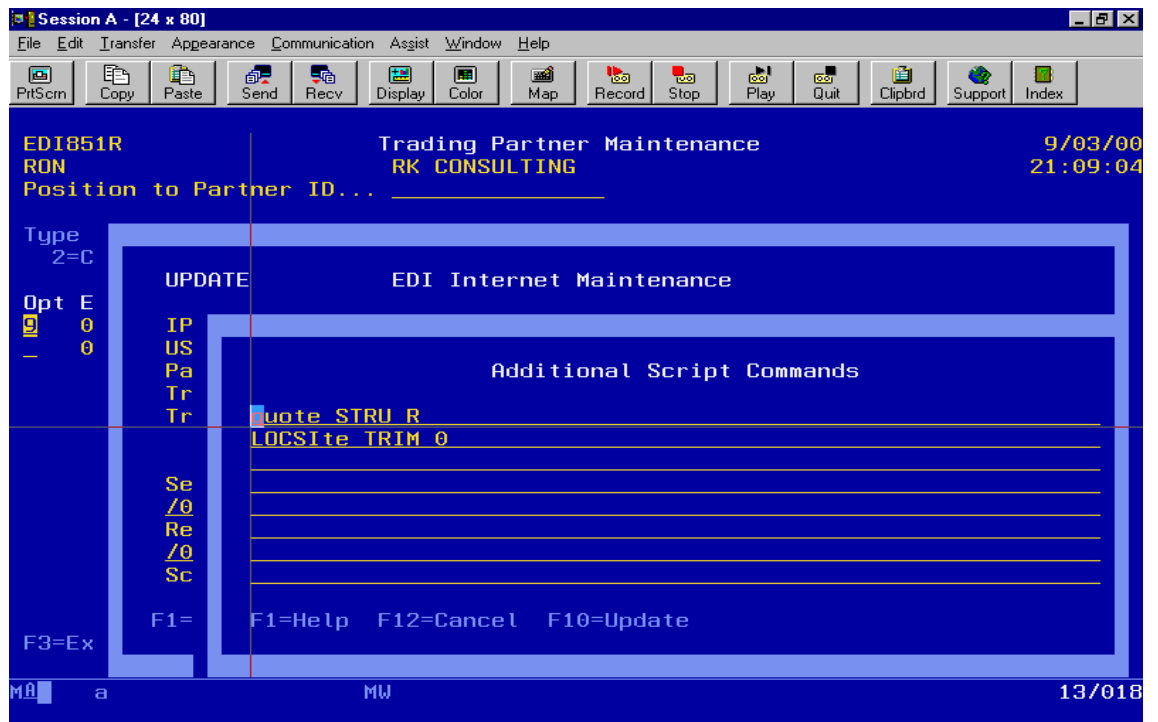 Session A - [24 x 80]
File Edit Transfer Appearance Communication Assist Window Help
PrtScrn Copy Paste Send Recv Display Color Map Record Stop Play Quit Clipbrd Support Index
EDI851R Trading Partner Maintenance 9/03/00
RON RK CONSULTING 21:09:04
Position to Partner ID...
Type
2=C
UPDATE EDI Internet Maintenance
Opt E
9 0 IP
_ 0 US
Pa Additional Script Commands
Tr
Tr quote STRU R
LOCSIte TRIM 0
Se
/0
Re
/0
Sc
F1= F1=Help F12=Cancel F10=Update
F3=Ex
MA a MW 13/018